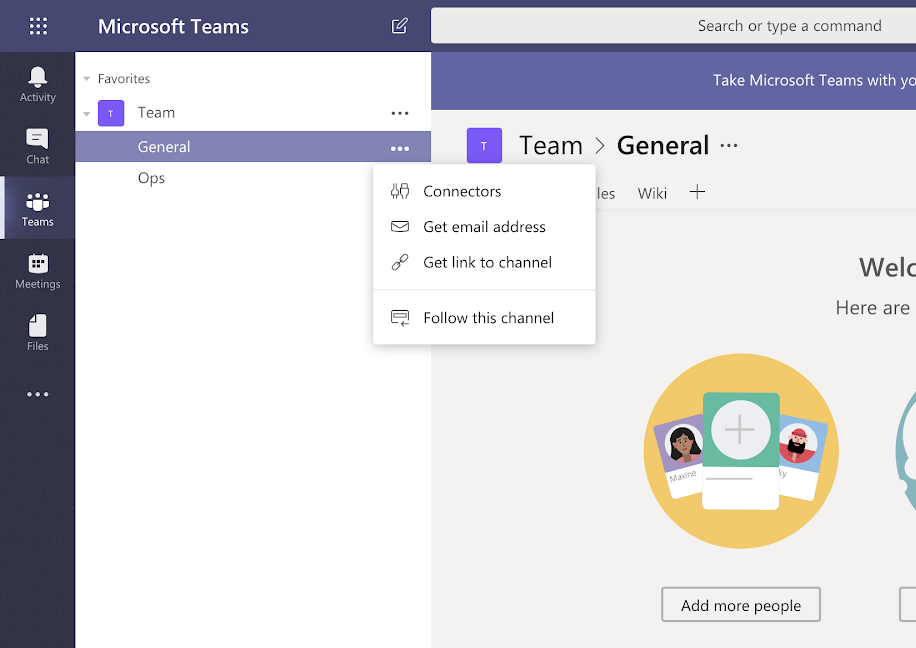 Microsoft Teams
Search or type a command
Activity
Chat
Teams
Meetings
Files
Favorites
T
Team
General
Ops
Take Microsoft Teams with yo
T
Team > General
les
Wiki
Connectors
Get email address
Get link to channel
Follow this channel
Welc
Here are
Maxine
ky
Add more people